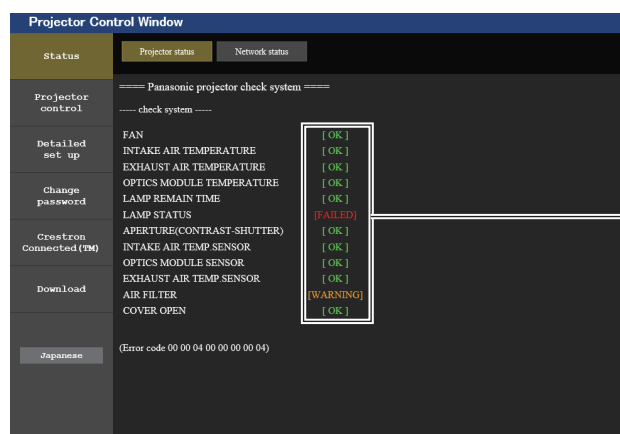 Projector Control Window
Status
Projector status
Network status
Projector
control
Detailed
set up
Change
password
Crestron
Connected(TM)
Download
Japanese
==== Panasonic projector check system ====
----- check system -----
FAN [ OK ]
INTAKE AIR TEMPERATURE [ OK ]
EXHAUST AIR TEMPERATURE [ OK ]
OPTICS MODULE TEMPERATURE [ OK ]
LAMP REMAIN TIME [ OK ]
LAMP STATUS [FAILED]
APERTURE(CONTRAST-SHUTTER) [ OK ]
INTAKE AIR TEMP.SENSOR [ OK ]
OPTICS MODULE SENSOR [ OK ]
EXHAUST AIR TEMP.SENSOR [ OK ]
AIR FILTER [WARNING]
COVER OPEN [ OK ]
(Error code 00 00 04 00 00 00 00 04)